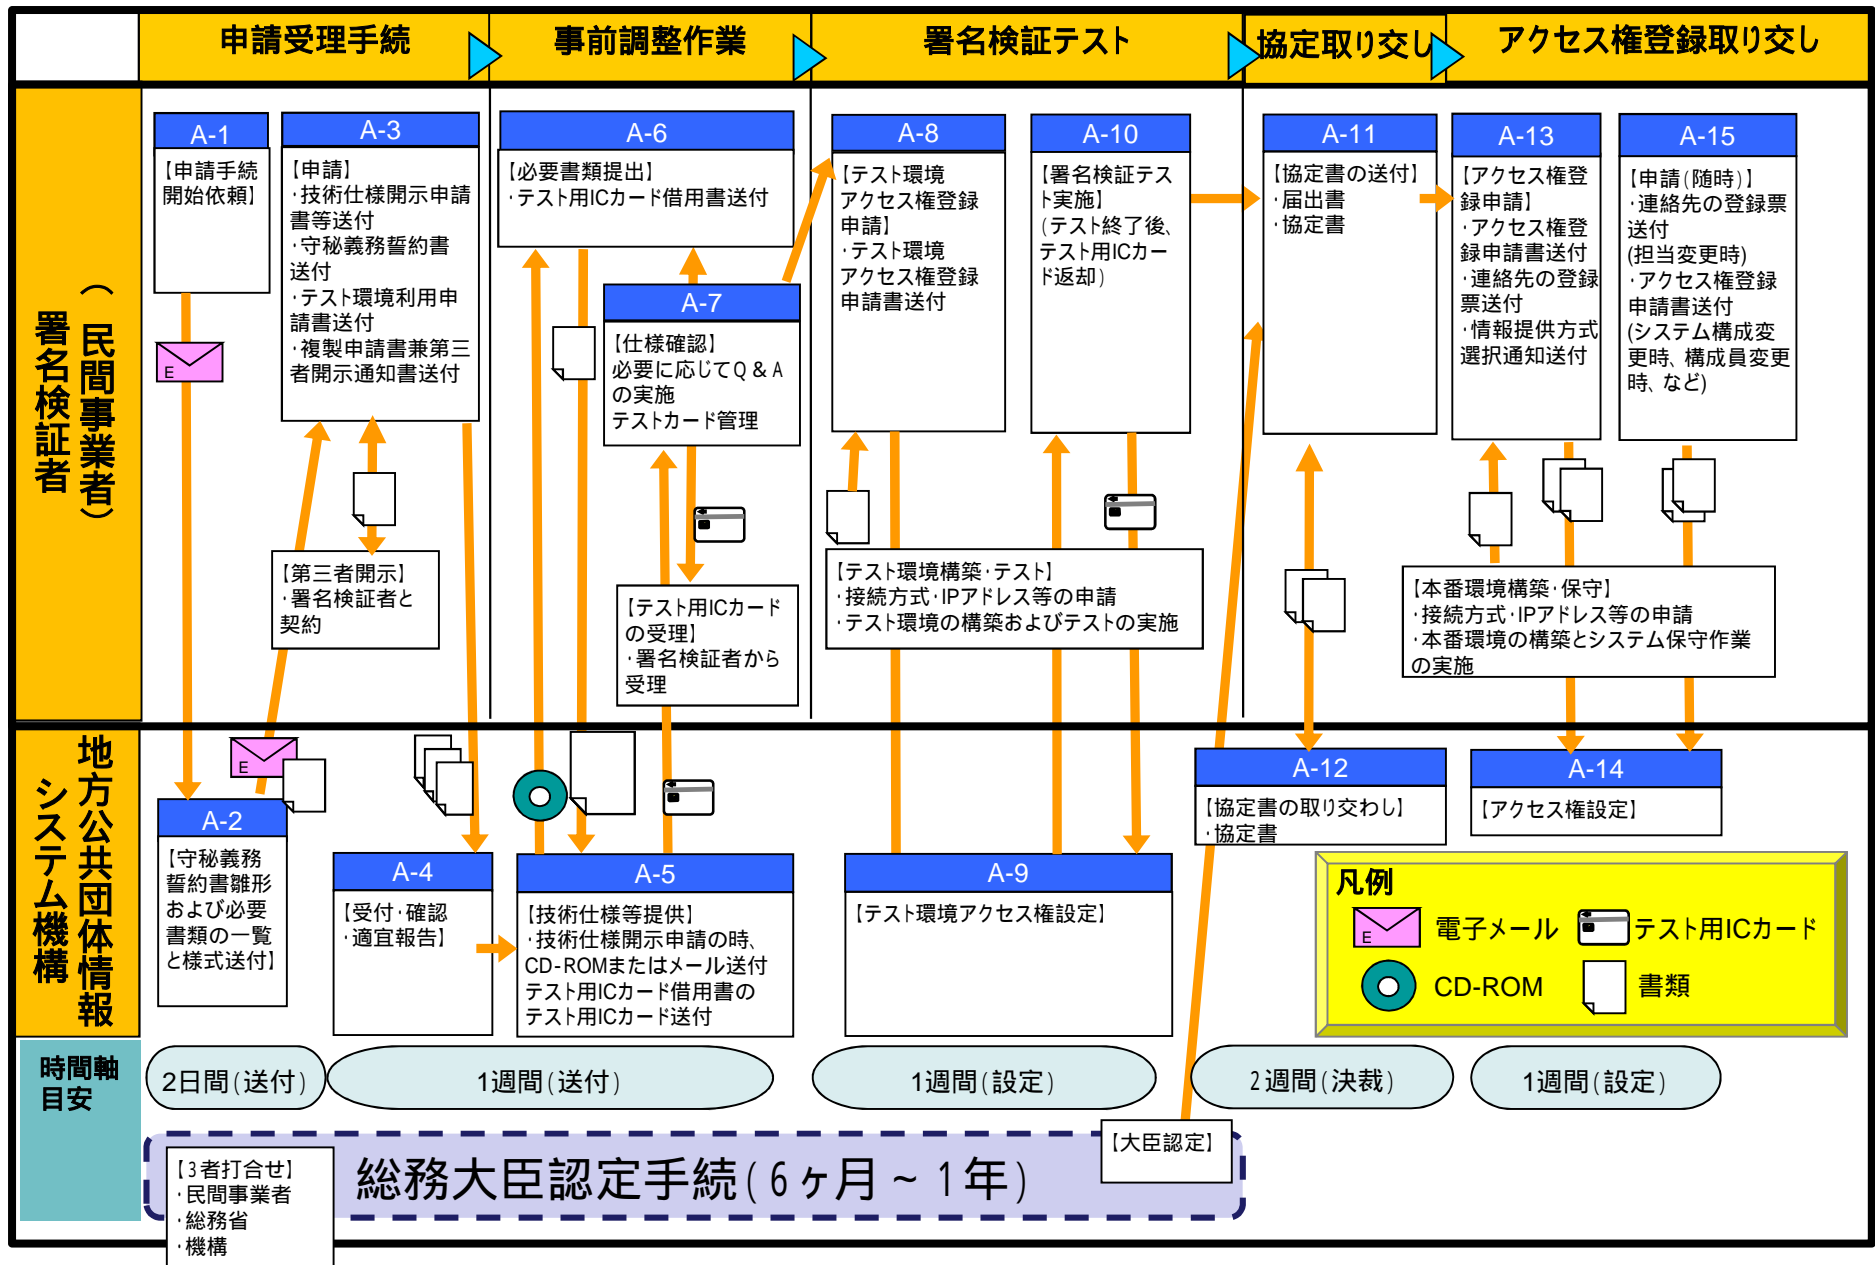 申請受理手続
事前調整作業
署名検証テスト
協定取り交し
アクセス権登録取り交し
署名検証者
（民間事業者）
A-1
【申請手続
開始依頼】
A-3
【申請】
・技術仕様開示申請
書等送付
・守秘義務誓約書
送付
・テスト環境利用申
請書送付
・複製申請書兼第三
者開示通知書送付
E
【第三者開示】
・署名検証者と
契約
A-6
【必要書類提出】
・テスト用ICカード借用書送付
A-7
【仕様確認】
必要に応じてQ＆A
の実施
テストカード管理
【テスト用ICカード
の受理】
・署名検証者から
受理
A-8
【テスト環境
アクセス権登録
申請】
・テスト環境
アクセス権登録
申請書送付
A-10
【署名検証テス
ト実施】
（テスト終了後、
テスト用ICカー
ド返却）
【テスト環境構築・テスト】
・接続方式・IPアドレス等の申請
・テスト環境の構築およびテストの実施
A-11
【協定書の送付】
・届出書
・協定書
A-13
【アクセス権登
録申請】
・アクセス権登
録申請書送付
・連絡先の登録
票送付
・情報提供方式
選択通知送付
A-15
【申請（随時）】
・連絡先の登録票
送付
(担当変更時)
・アクセス権登録
申請書送付
(システム構成変
更時、構成員変更
時、など)
【本番環境構築・保守】
・接続方式・IPアドレス等の申請
・本番環境の構築とシステム保守作業
の実施
地方公共団体情報
システム機構
E
A-2
【守秘義務
誓約書雛形
および必要
書類の一覧
と様式送付】
A-4
【受付・確認
・適宜報告】
A-5
【技術仕様等提供】
・技術仕様開示申請の時、
CD-ROMまたはメール送付
テスト用ICカード借用書の
テスト用ICカード送付
A-9
【テスト環境アクセス権設定】
A-12
【協定書の取り交わし】
・協定書
A-14
【アクセス権設定】
凡例
E
電子メール
テスト用ICカード
CD-ROM
書類
時間軸
目安
2日間（送付）
1週間（送付）
1週間（設定）
2週間（決裁）
1週間（設定）
【大臣認定】
総務大臣認定手続（６ヶ月～１年）
【3者打合せ】
・民間事業者
・総務省
・機構